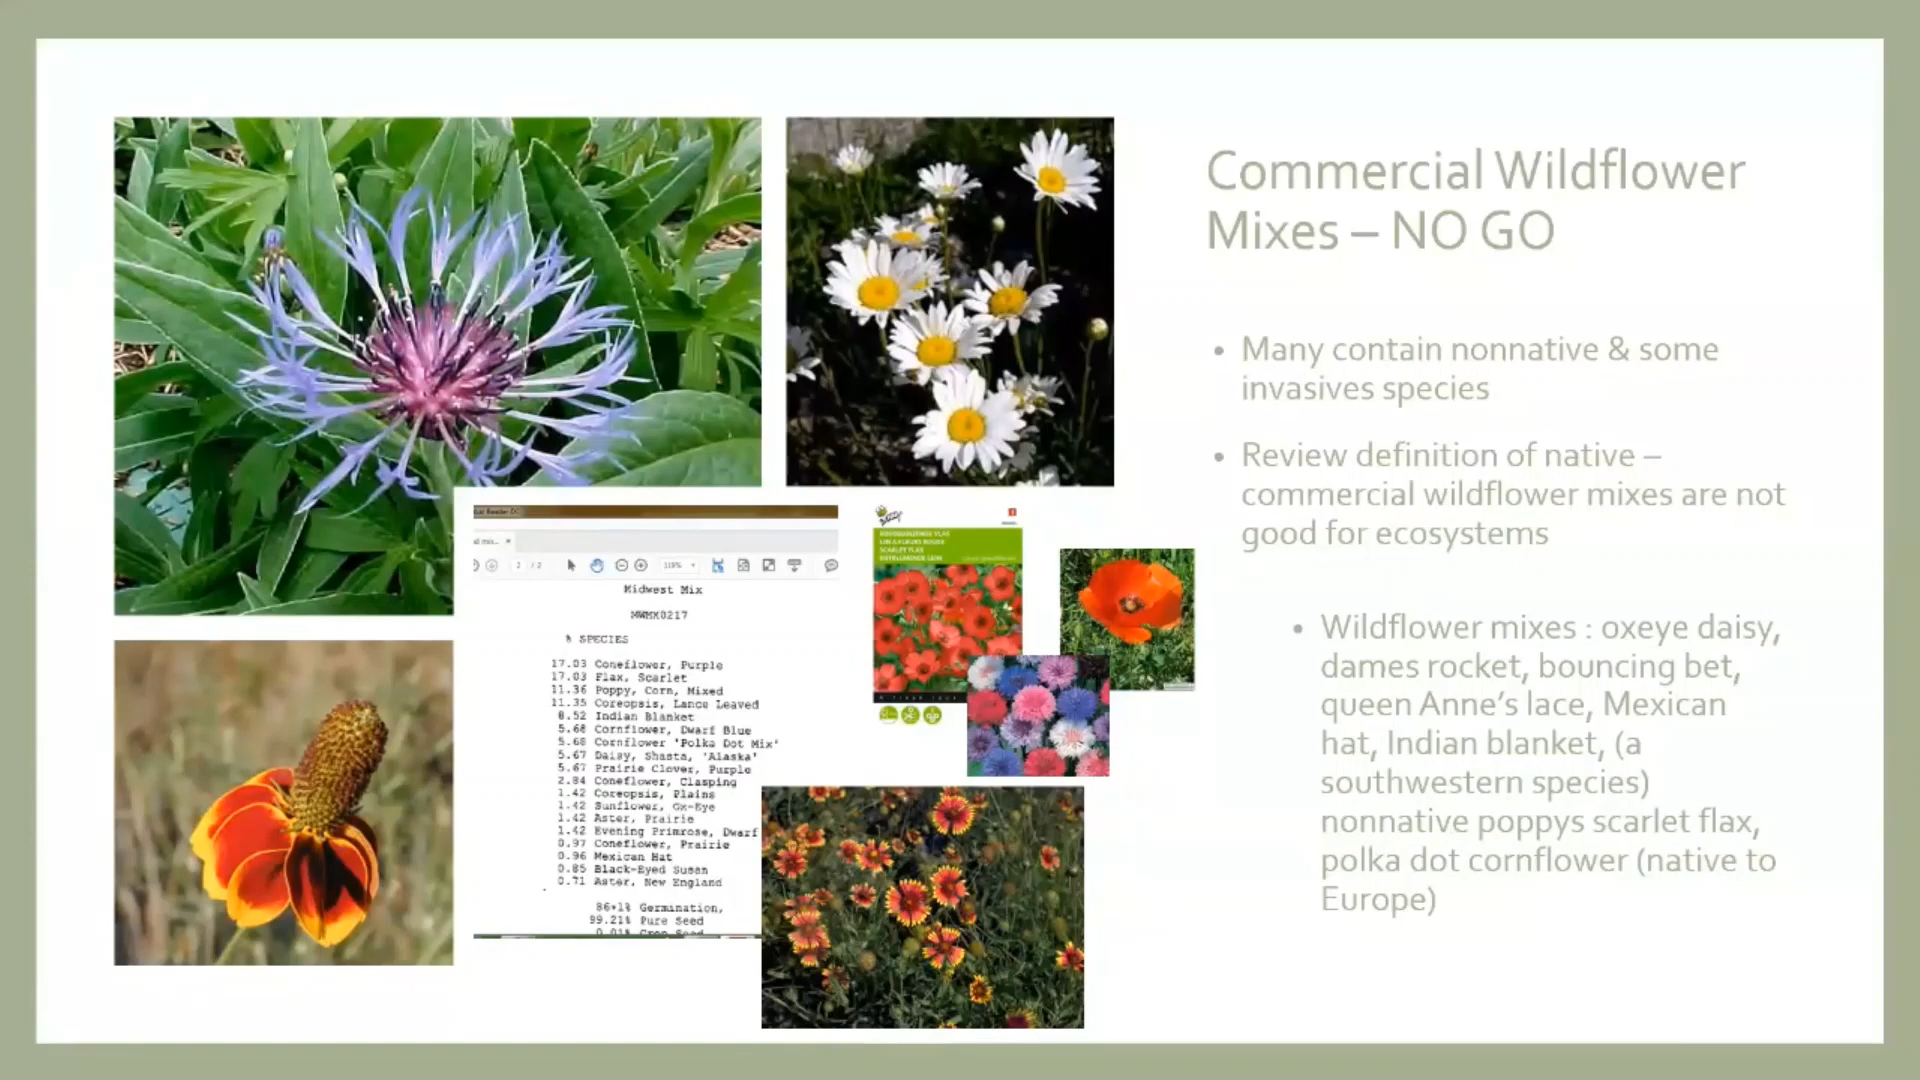 Commercial Wildflower
Mixes – NO GO
• Many contain nonnative & some
invasives species
• Review definition of native –
commercial wildflower mixes are not
good for ecosystems
• Wildflower mixes : oxeye daisy,
dames rocket, bouncing bet,
queen Anne's lace, Mexican
hat, Indian blanket, (a
southwestern species)
nonnative poppys scarlet flax,
polka dot cornflower (native to
Europe)
2 / 2
119%
Midwest Mix
MWMX0217
% SPECIES
17.03 Coneflower, Purple
17.03 Flax, Scarlet
11.36 Poppy, Corn, Mixed
11.35 Coreopsis, Lance Leaved
8.52 Indian Blanket
5.68 Cornflower, Dwarf Blue
5.68 Cornflower 'Polka Dot Mix'
5.67 Daisy, Shasta, 'Alaska'
5.67 Prairie Clover, Purple
2.84 Coneflower, Clasping
1.42 Coreopsis, Plains
1.42 Sunflower, Ox-Eye
1.42 Aster, Prairie
1.42 Evening Primrose, Dwarf
0.97 Coneflower, Prairie
0.96 Mexican Hat
0.85 Black-Eyed Susan
0.71 Aster, New England
Germination,
99.21% Pure Seed
0.01% Crop Seed
SCARLET FLAX